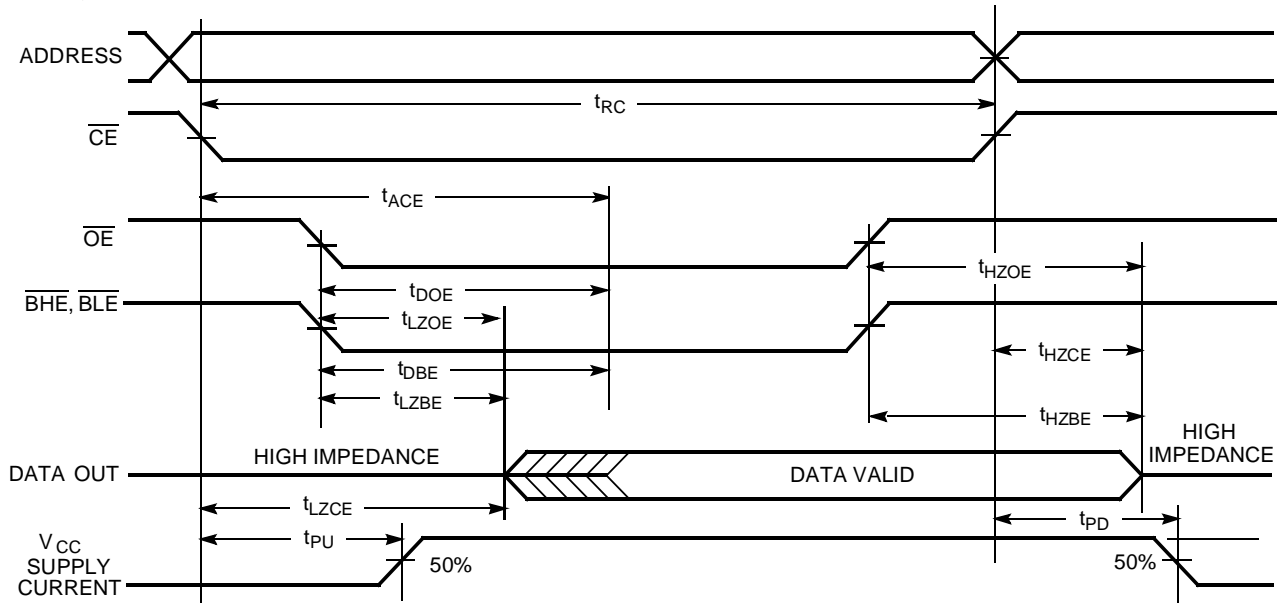 ADDRESS
tRC
CE
tACE
OE
tHZOE
tDOE
BHE, BLE
tLZOE
tHZCE
tDBE
tLZBE
tHZBE
HIGH
IMPEDANCE
HIGH IMPEDANCE
DATA OUT
DATA VALID
tLZCE
tPD
tPU
VCC
SUPPLY
CURRENT
50%
50%